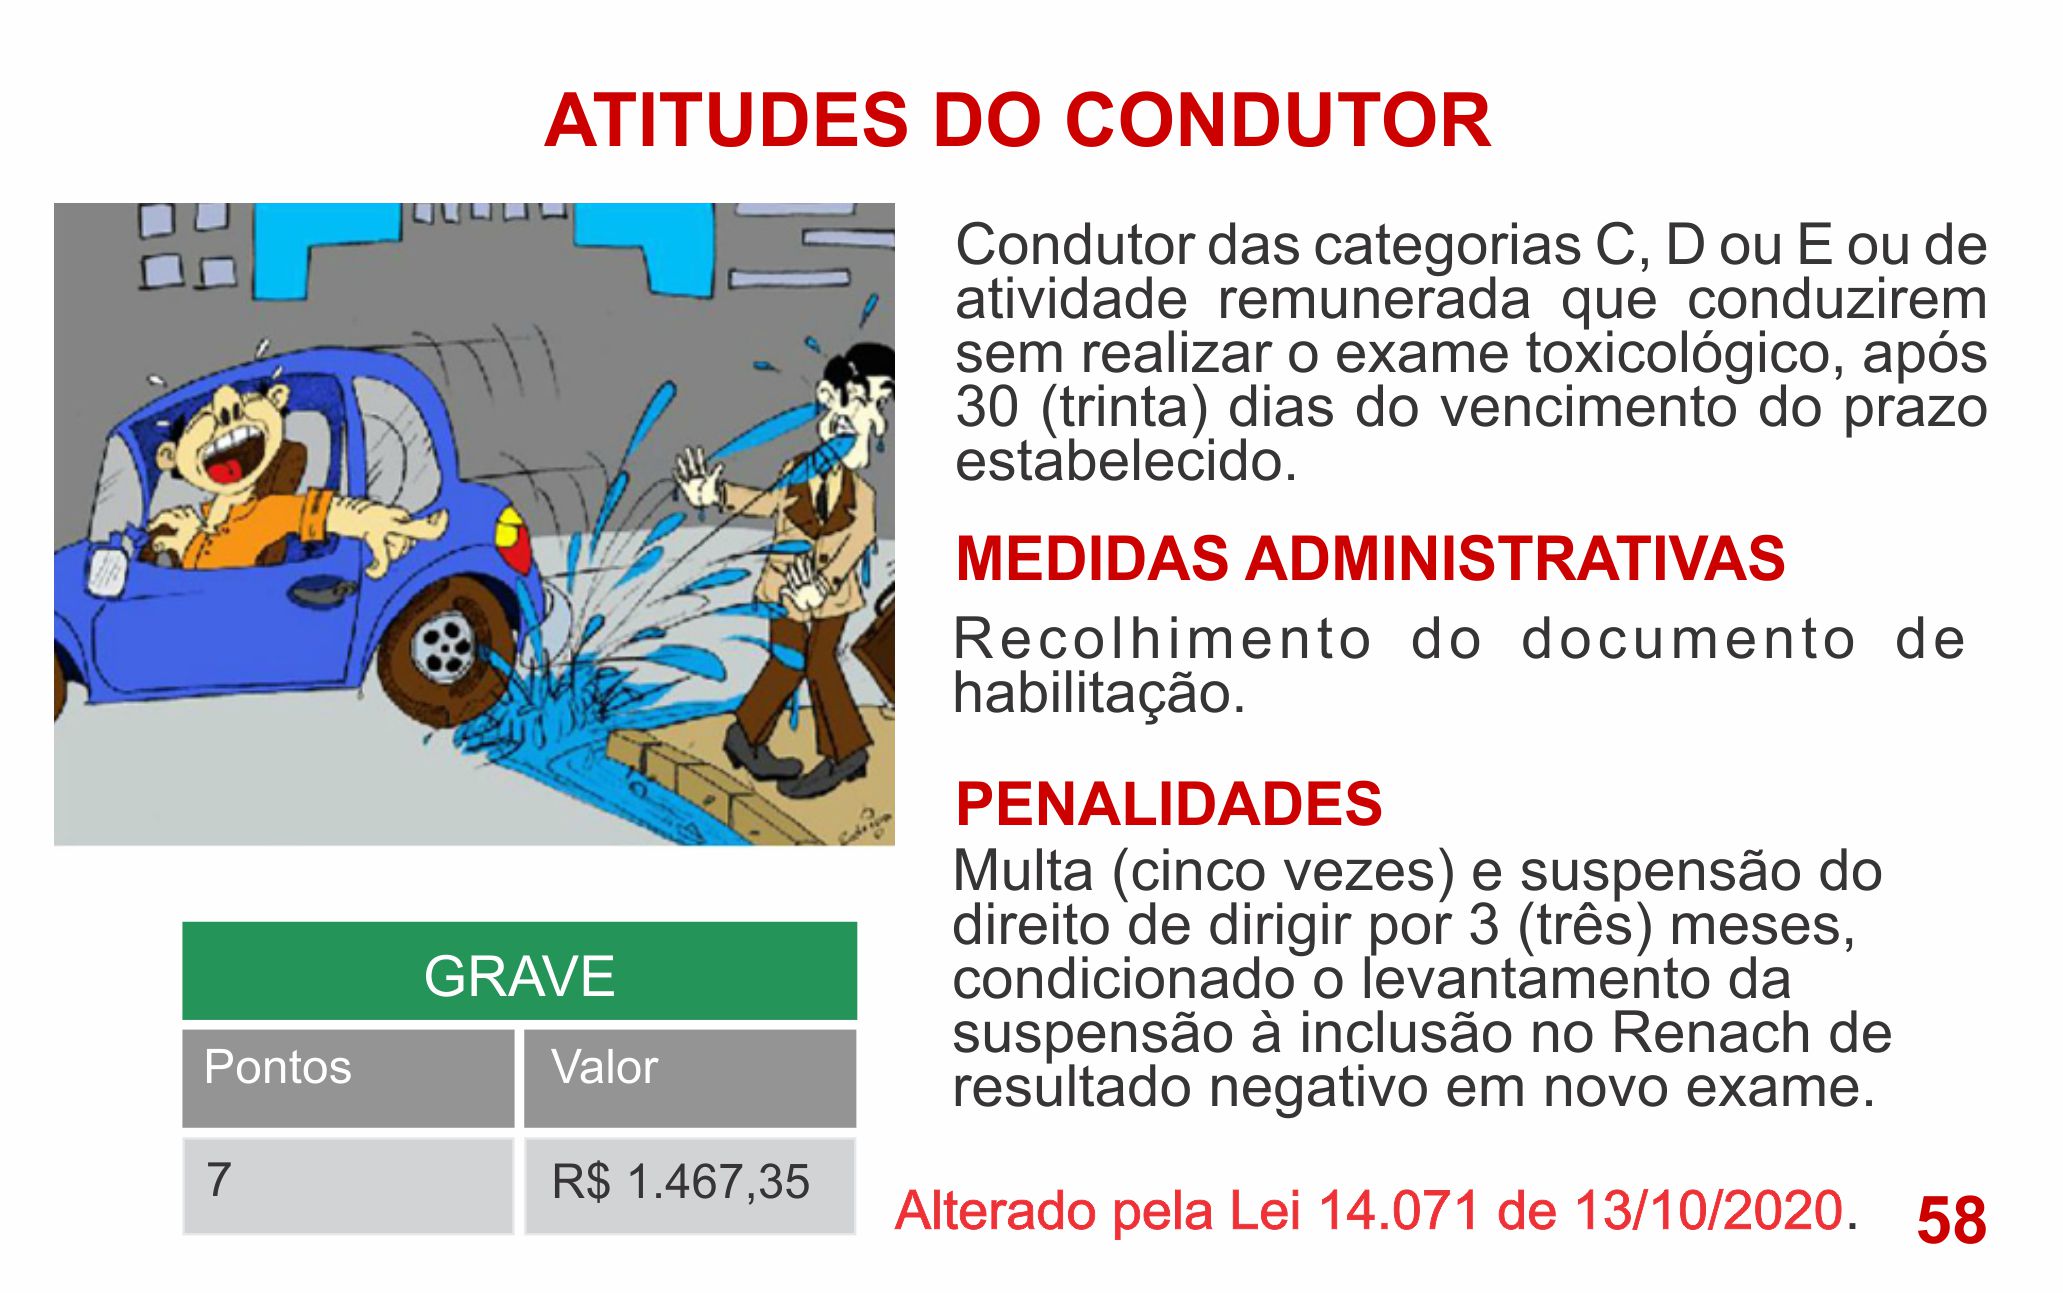 ATITUDES DO CONDUTOR
Condutor das categorias C, D ou E ou de
atividade remunerada que conduzirem
sem realizar o exame toxicológico, após
30 (trinta) dias do vencimento do prazo
estabelecido.
MEDIDAS ADMINISTRATIVAS
Recolhimento do documento de
habilitação.
PENALIDADES
Multa (cinco vezes) e suspensão do
direito de dirigir por 3 (três) meses,
condicionado o levantamento da
suspensão à inclusão no Renach de
resultado negativo em novo exame.
GRAVE
Pontos Valor
7 R$ 1.467,35
Alterado pela Lei 14.071 de 13/10/2020.
58